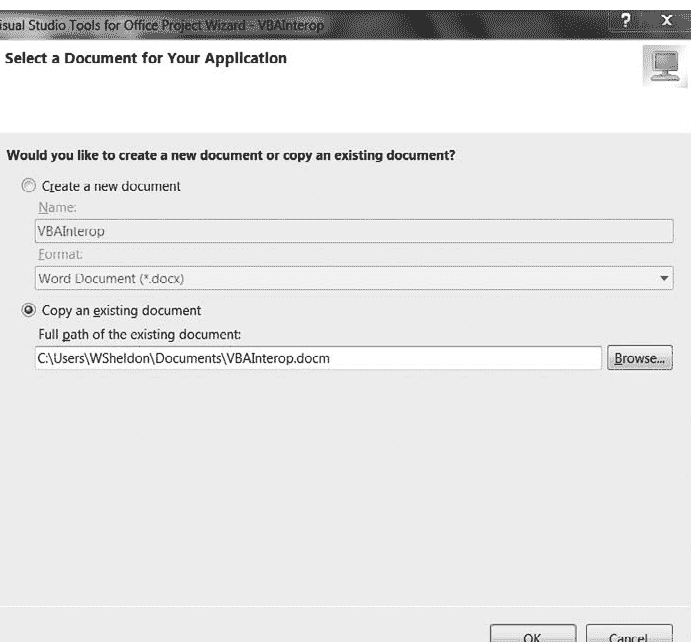 isual Studio Tools for Office Project Wizard - VBAInterop
? X
Select a Document for Your Application
Would you like to create a new document or copy an existing document?
Create a new document
Name:
VBAInterop
Format:
Word Document (*.docx)
Copy an existing document
Full path of the existing document:
C:\Users\WSheldon\Documents\VBAInterop.docm
Browse...
OK
Cancel